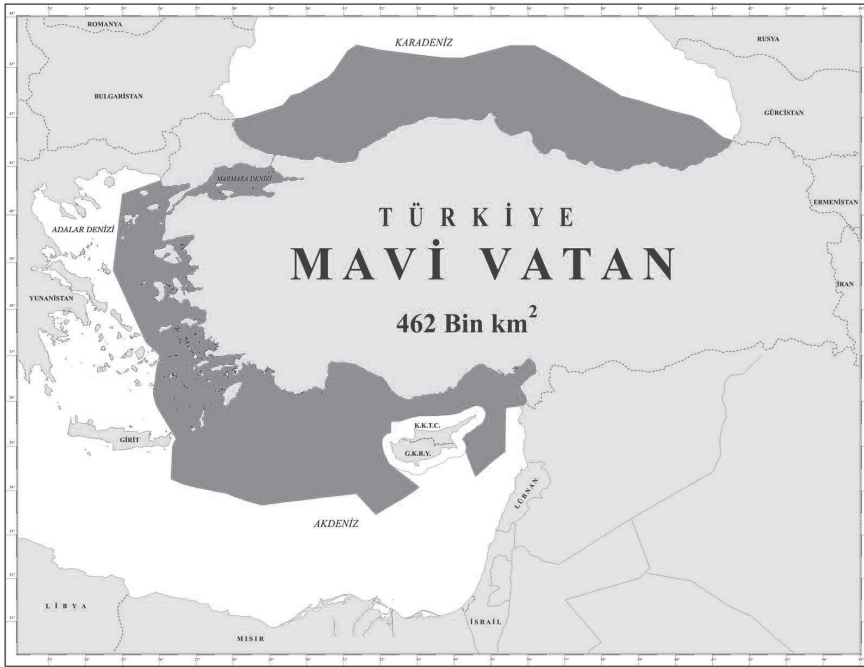 ROMANYA
KARADENİZ
RUSYA
BULGARİSTAN
GÜRCİSTAN
MARMARA DENİZİ
ERMENİSTAN
ADALAR DENİZİ
TÜRKİYE
MAVİ VATAN
462 Bin km²
İRAN
YUNANİSTAN
K.K.T.C.
GİRİT
G.K.R.Y.
LÜBNAN
AKDENİZ
LİBYA
İSRAİL
MISIR